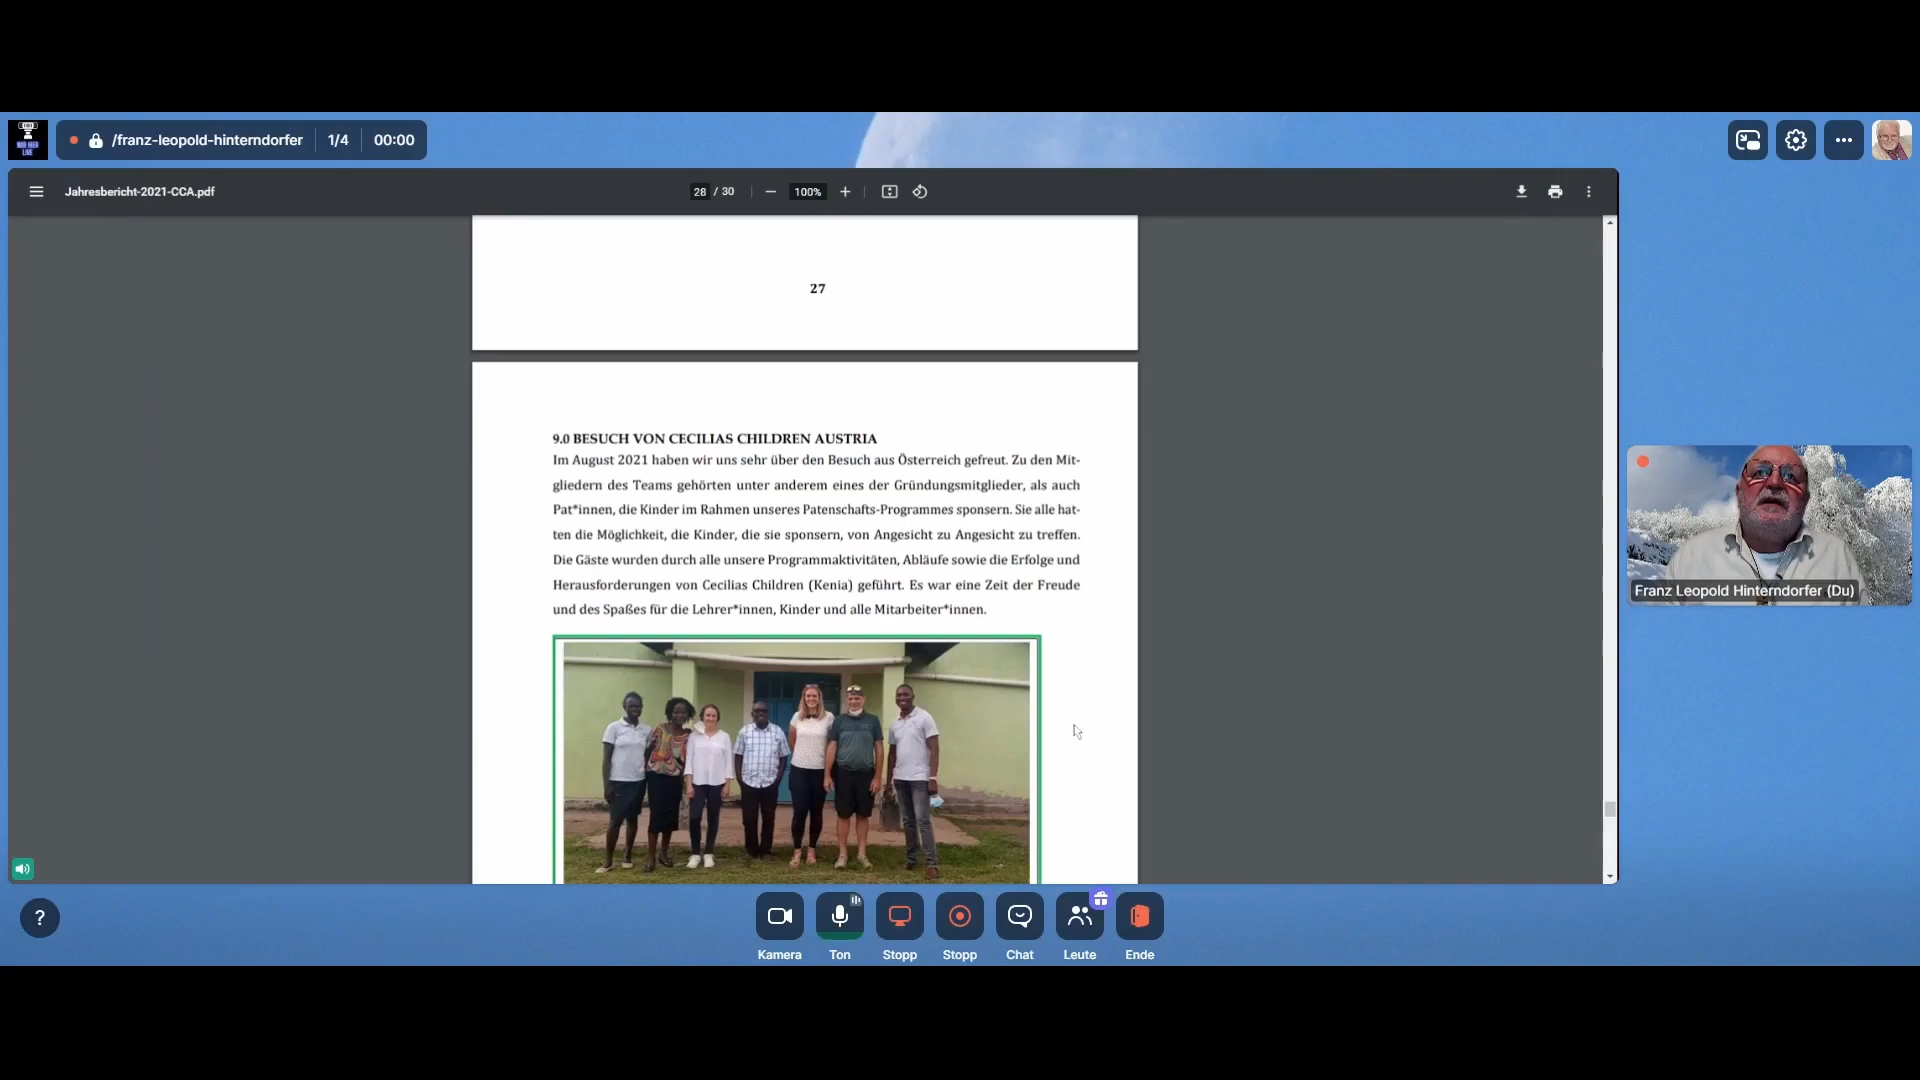 /franz-leopold-hinterndorfer 1/4 00:00
Jahresbericht-2021-CCA.pdf 28 / 30 — 100% +
27
9.0 BESUCH VON CECILIAS CHILDREN AUSTRIA
Im August 2021 haben wir uns sehr über den Besuch aus Österreich gefreut. Zu den Mit-
gliedern des Teams gehörten unter anderem eines der Gründungsmitglieder, als auch
Pat*innen, die Kinder im Rahmen unseres Patenschafts-Programmes sponsern. Sie alle hat-
ten die Möglichkeit, die Kinder, die sie sponsern, von Angesicht zu Angesicht zu treffen.
Die Gäste wurden durch alle unsere Programmaktivitäten, Abläufe sowie die Erfolge und
Herausforderungen von Cecilias Children (Kenia) geführt. Es war eine Zeit der Freude
und des Spaßes für die Lehrer*innen, Kinder und alle Mitarbeiter*innen.
Franz Leopold Hinterndorfer (Du)
?
Kamera Ton Stopp Stopp Chat Leute Ende